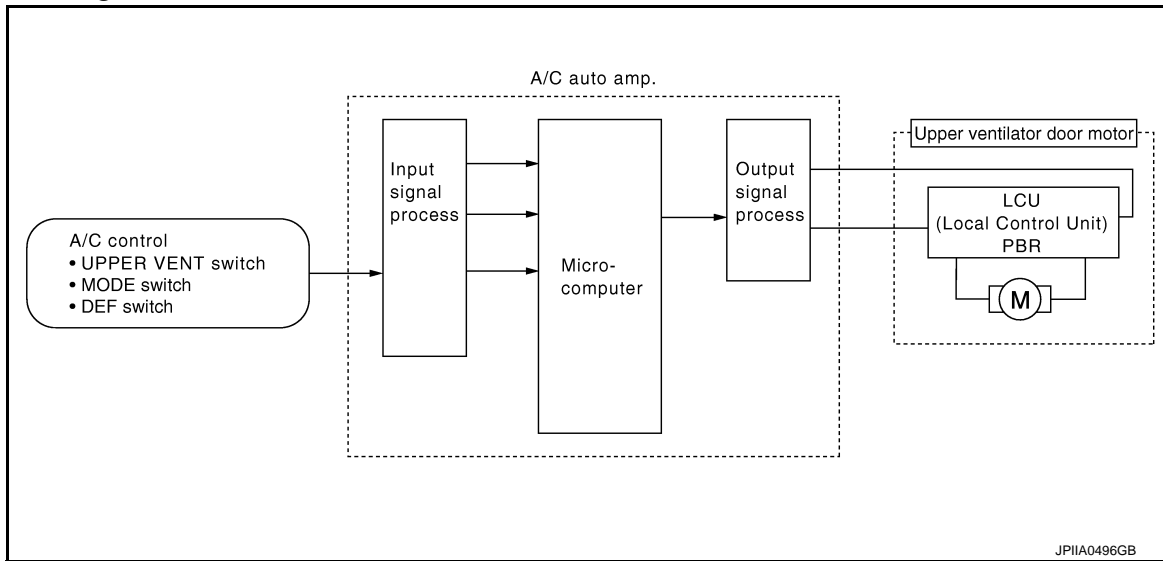 A/C auto amp.
Input
signal
process
Micro-
computer
Output
signal
process
Upper ventilator door motor
LCU
(Local Control Unit)
PBR
M
A/C control
• UPPER VENT switch
• MODE switch
• DEF switch
JPIIA0496GB